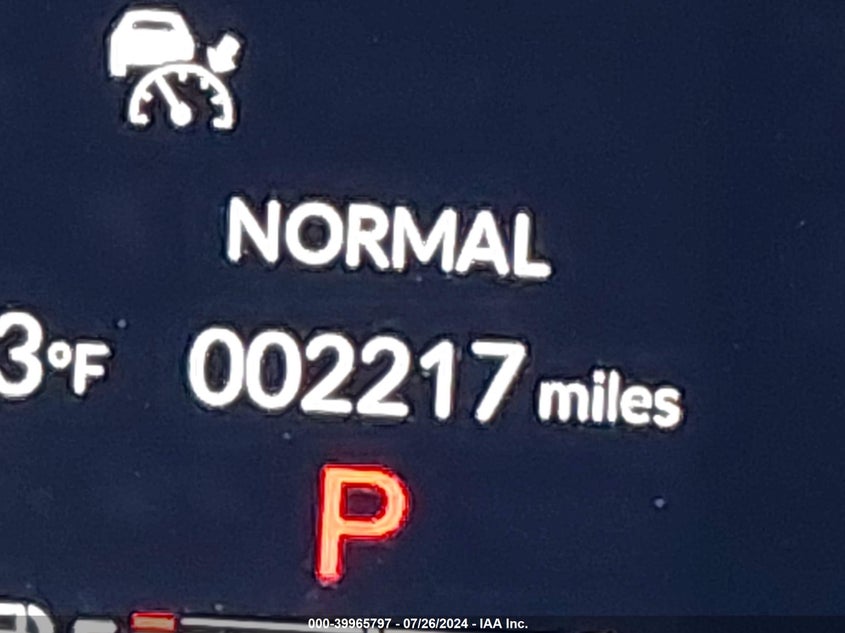 NORMAL
3°F 002217 miles
P
000-39965797 - 07/26/2024 - IAA Inc.